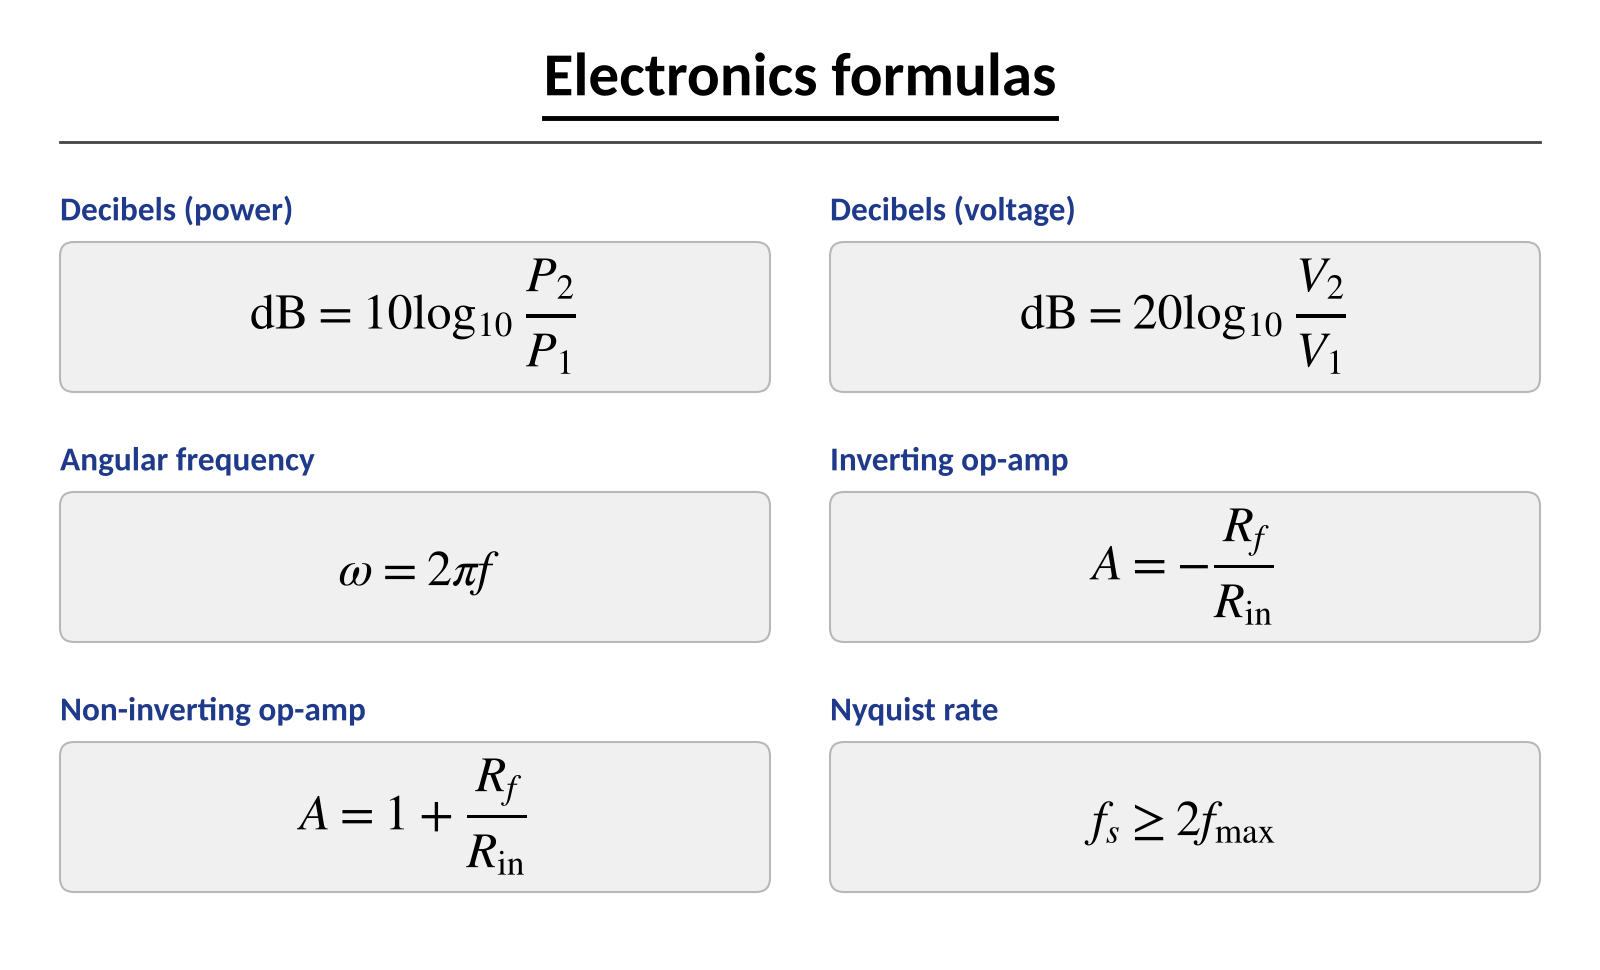 Electronics formulas
Decibels (power)
Decibels (voltage)
dB = 10log₁₀ P₂/P₁
dB = 20log₁₀ V₂/V₁
Angular frequency
Inverting op-amp
ω = 2πf
A = −R_f/R_in
Non-inverting op-amp
Nyquist rate
A = 1 + R_f/R_in
f_s ≥ 2f_max